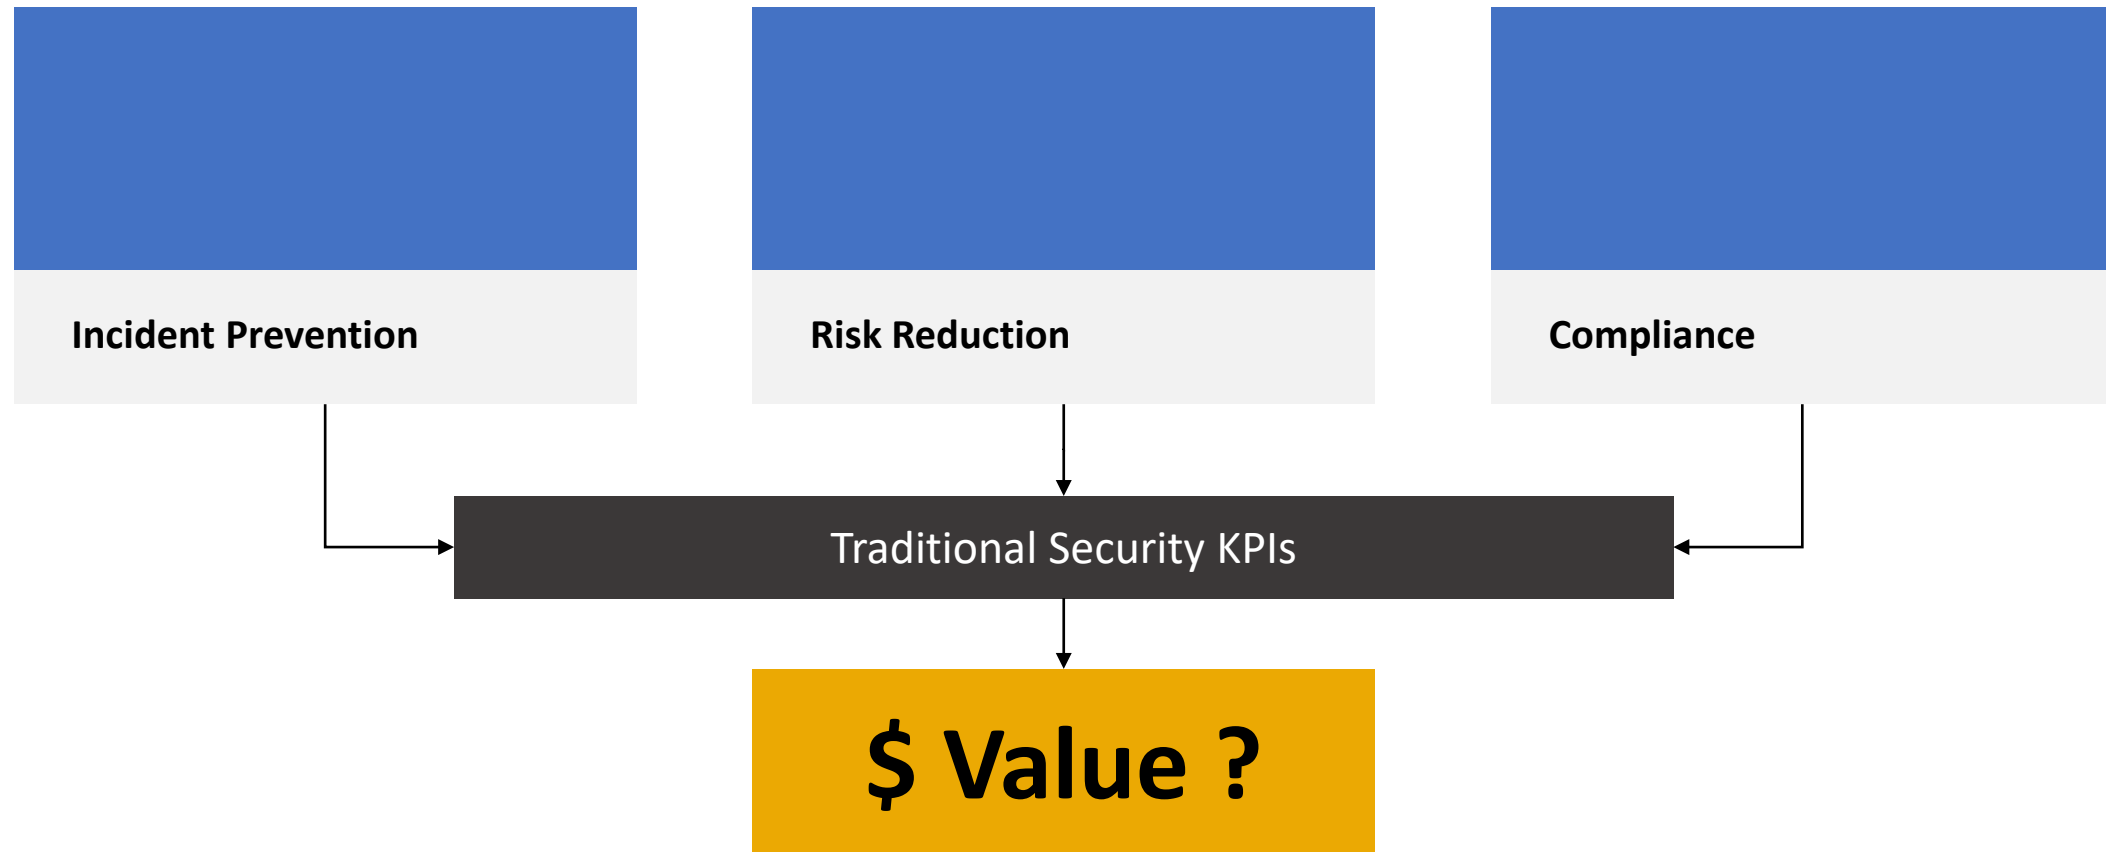 Incident Prevention
Risk Reduction
Compliance
Traditional Security KPIs
$ Value ?